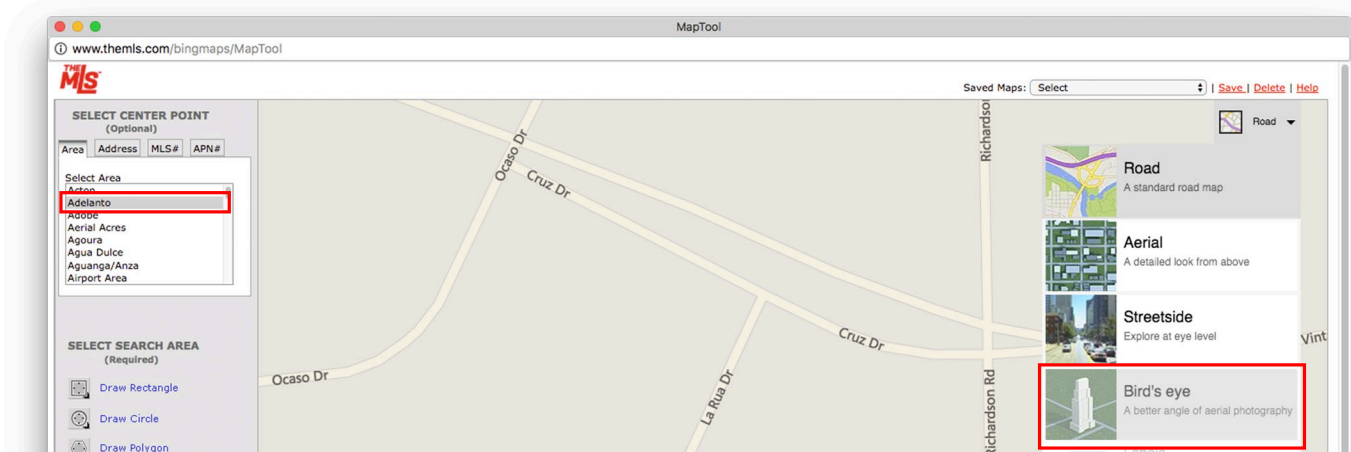 MapTool
www.themls.com/bingmaps/MapTool
THE MLS
Saved Maps: Select | Save | Delete | Help
SELECT CENTER POINT
(Optional)
Area Address MLS# APN#
Select Area
Acton
Adelanto
Adobe
Aerial Acres
Agoura
Agua Dulce
Aguanga/Anza
Airport Area
SELECT SEARCH AREA
(Required)
Draw Rectangle
Draw Circle
Draw Polygon
Ocaso Dr
Cruz Dr
Richardson
Cruz Dr
Ocaso Dr
La Rua Dr
Richardson Rd
Vint
Road
Road
A standard road map
Aerial
A detailed look from above
Streetside
Explore at eye level
Bird's eye
A better angle of aerial photography